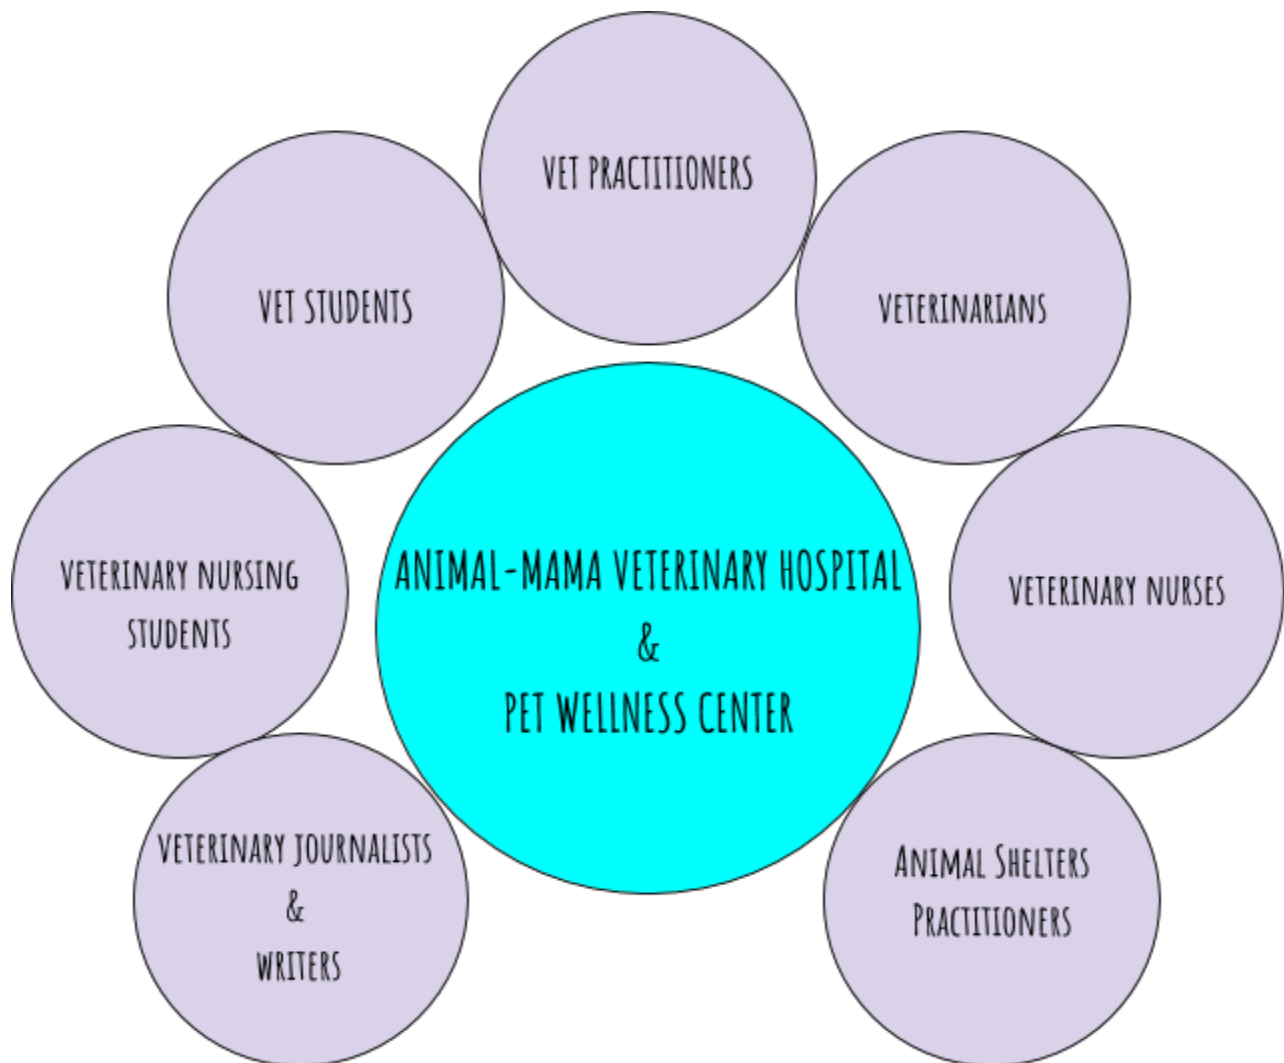 VET PRACTITIONERS
VET STUDENTS
VETERINARIANS
ANIMAL-MAMA VETERINARY HOSPITAL
&
PET WELLNESS CENTER
VETERINARY NURSING
STUDENTS
VETERINARY NURSES
VETERINARY JOURNALISTS
&
WRITERS
ANIMAL SHELTERS
PRACTITIONERS